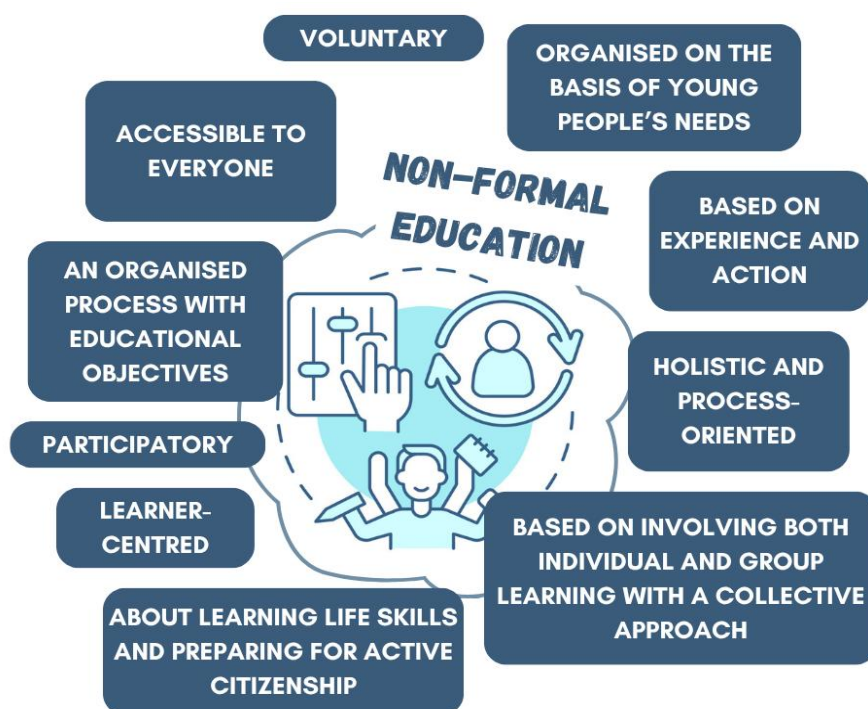 VOLUNTARY
ORGANISED ON THE
BASIS OF YOUNG
PEOPLE'S NEEDS
ACCESSIBLE TO
EVERYONE
NON-FORMAL
EDUCATION
BASED ON
EXPERIENCE AND
ACTION
AN ORGANISED
PROCESS WITH
EDUCATIONAL
OBJECTIVES
HOLISTIC AND
PROCESS-
ORIENTED
PARTICIPATORY
LEARNER-
CENTRED
BASED ON INVOLVING BOTH
INDIVIDUAL AND GROUP
LEARNING WITH A COLLECTIVE
APPROACH
ABOUT LEARNING LIFE SKILLS
AND PREPARING FOR ACTIVE
CITIZENSHIP